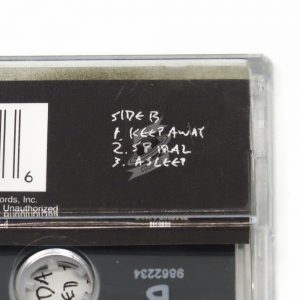 SIDE B
1. KEEP AWAY
2. SPIRAL
3. ASLEEP
6
ords, Inc.
Unauthorized
9862234
B